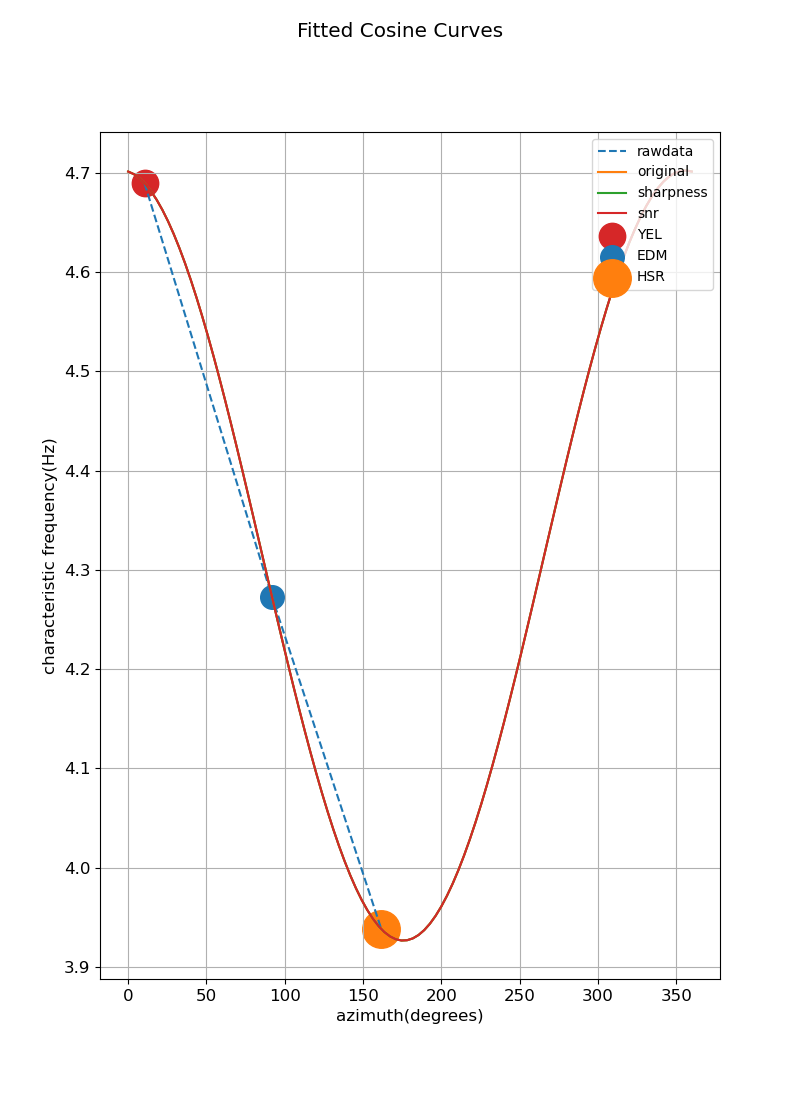 Fitted Cosine Curves
rawdata
original
sharpness
snr
YEL
EDM
HSR
4.7
4.6
4.5
4.4
4.3
4.2
4.1
4.0
3.9
characteristic frequency(Hz)
0 50 100 150 200 250 300 350
azimuth(degrees)